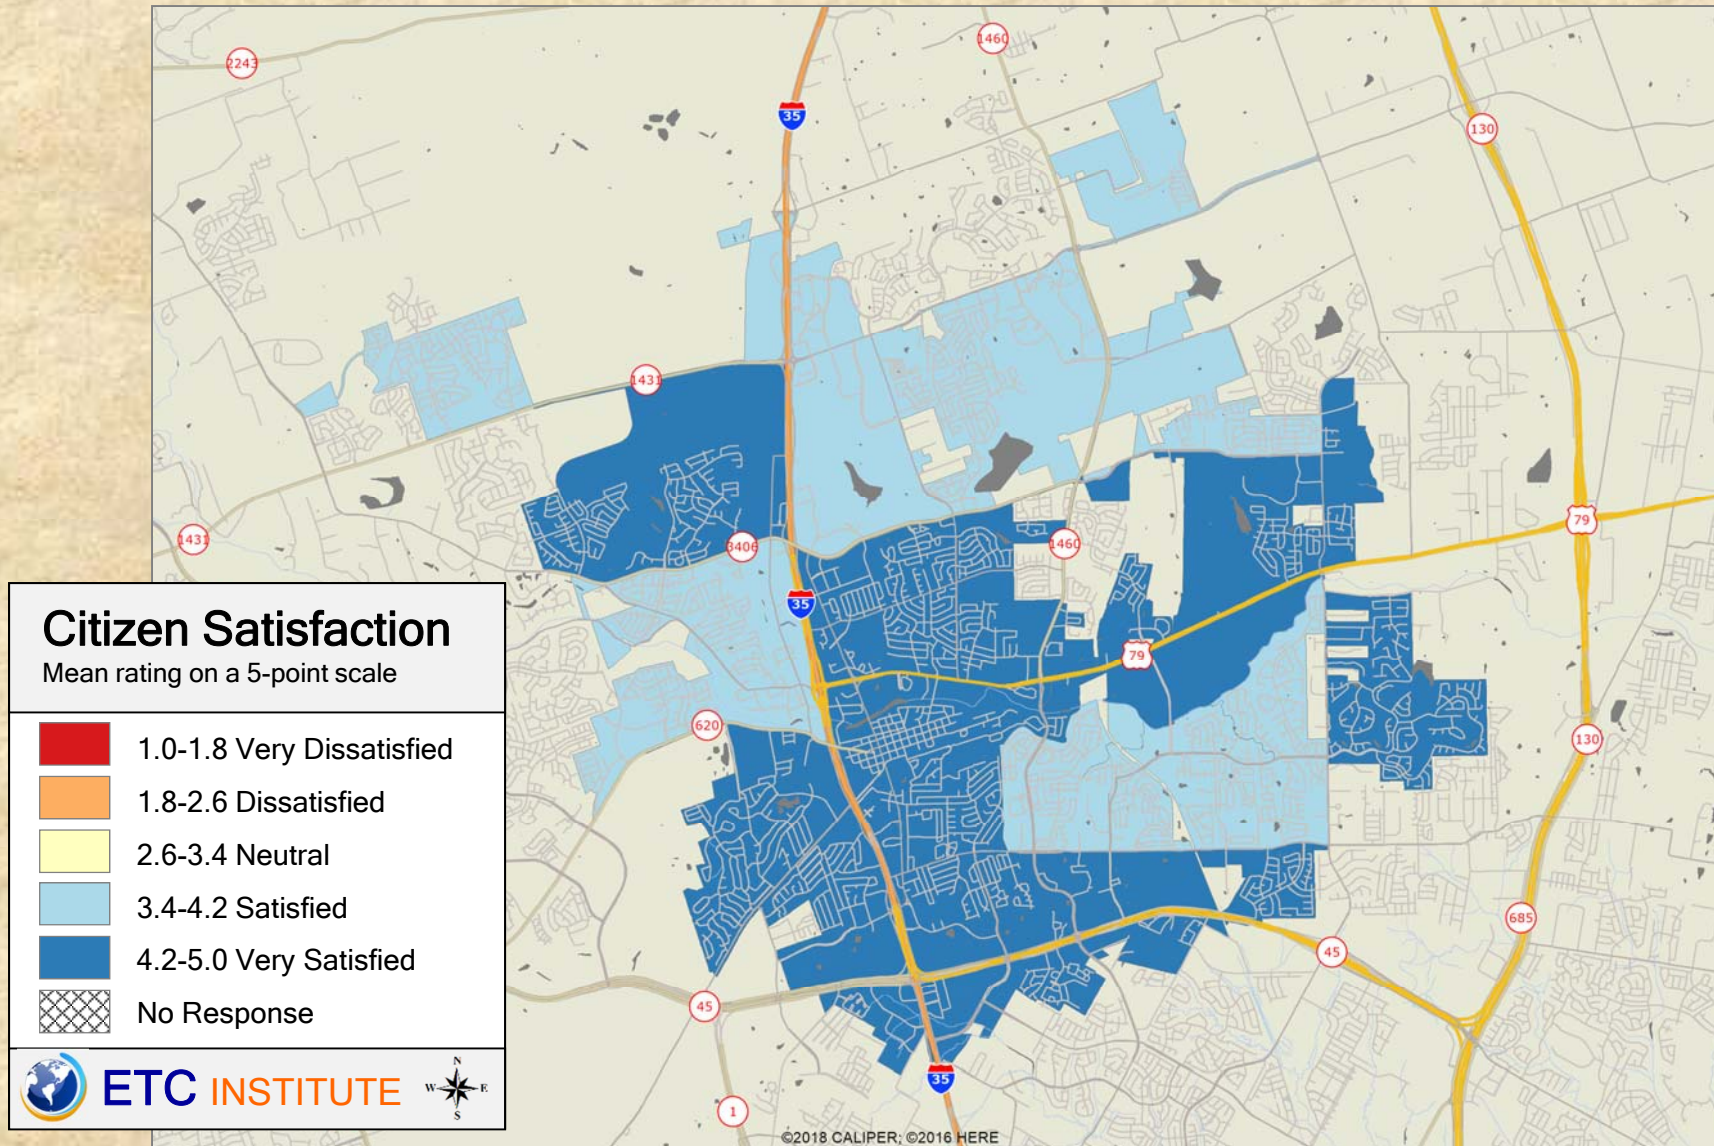 2243
1460
35
130
1431
1431
3406
1460
79
35
79
620
130
685
45
45
35
1
Citizen Satisfaction
Mean rating on a 5-point scale
1.0-1.8 Very Dissatisfied
1.8-2.6 Dissatisfied
2.6-3.4 Neutral
3.4-4.2 Satisfied
4.2-5.0 Very Satisfied
No Response
ETC INSTITUTE
N
W E
S
©2018 CALIPER; ©2016 HERE